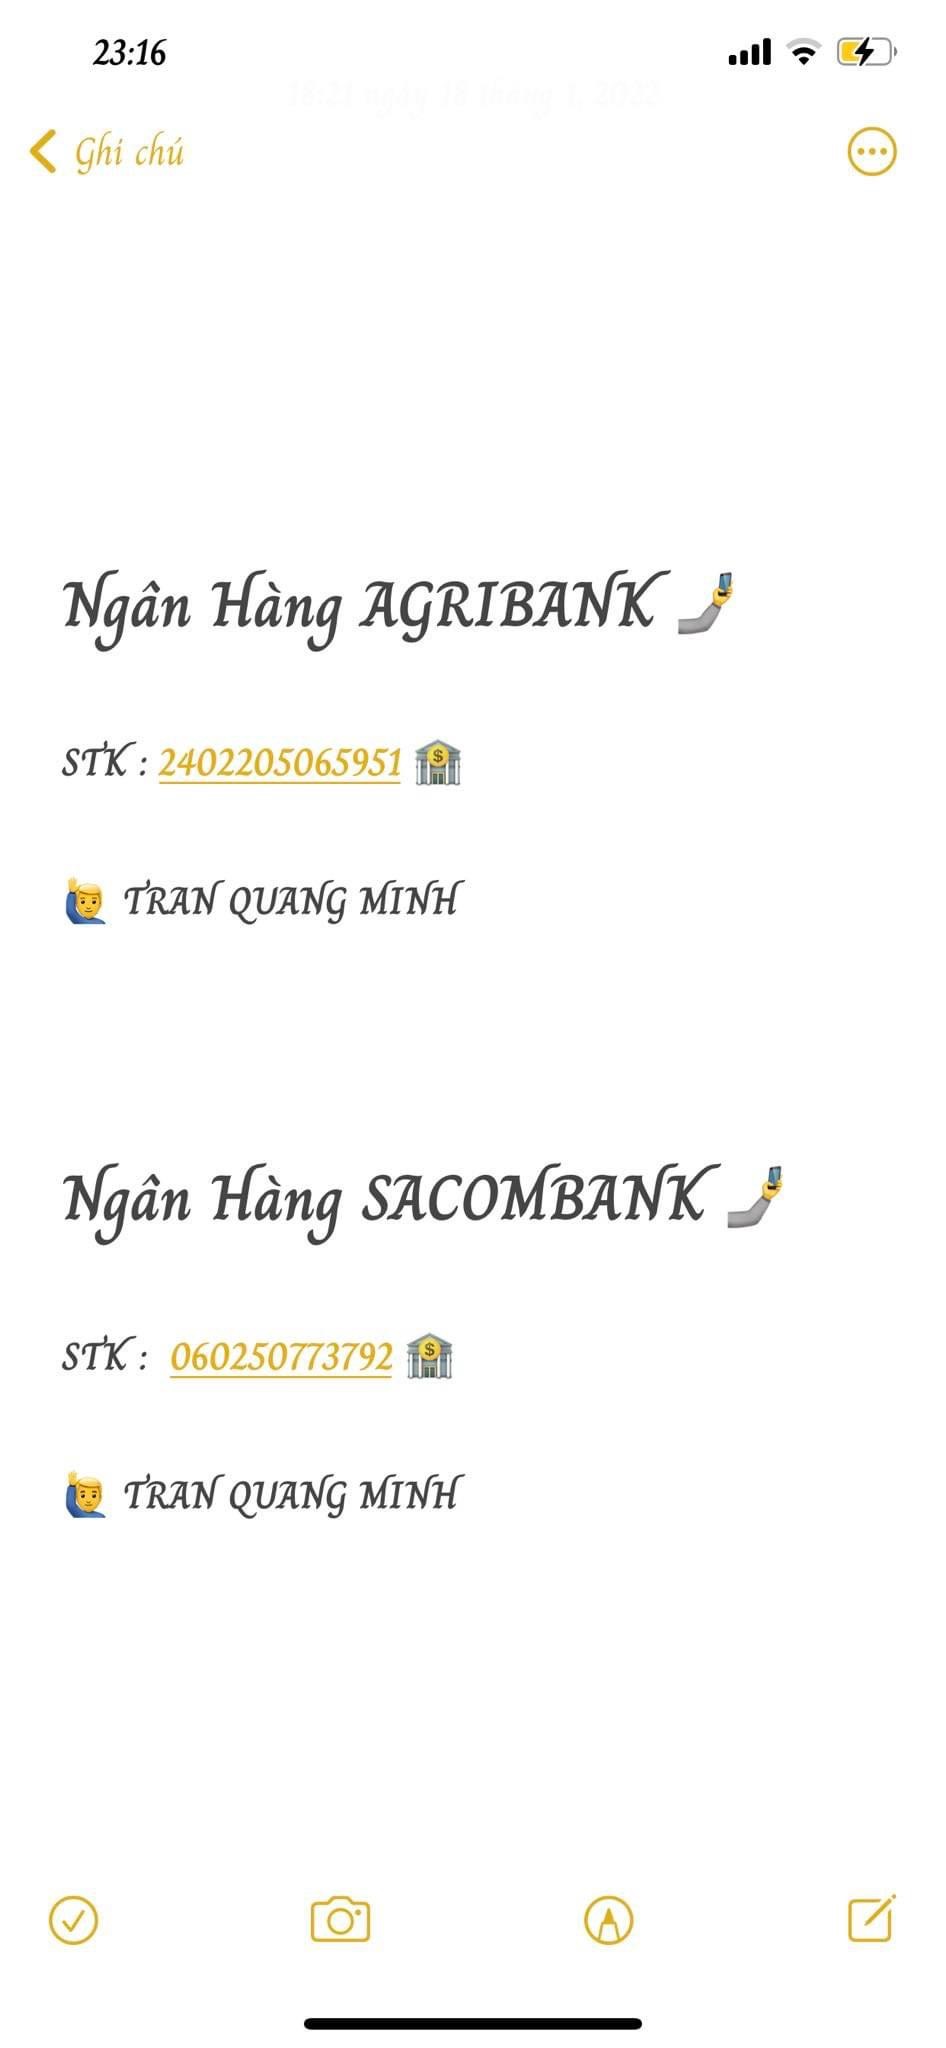 23:16
18:21 ngày 18 tháng 1, 2022
Ghi chú
Ngân Hàng AGRIBANK 🤳
STK : 2402205065951 🏦
🙋‍♂️ TRAN QUANG MINH
Ngân Hàng SACOMBANK 🤳
STK : 060250773792 🏦
🙋‍♂️ TRAN QUANG MINH